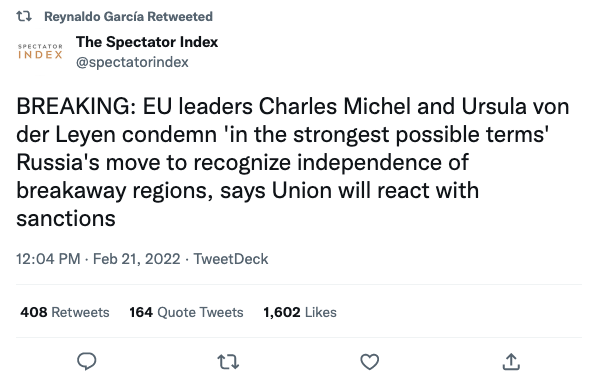 Reynaldo García Retweeted
SPECTATOR
INDEX
The Spectator Index
@spectatorindex
BREAKING: EU leaders Charles Michel and Ursula von
der Leyen condemn 'in the strongest possible terms'
Russia's move to recognize independence of
breakaway regions, says Union will react with
sanctions
12:04 PM · Feb 21, 2022 · TweetDeck
408 Retweets 164 Quote Tweets 1,602 Likes